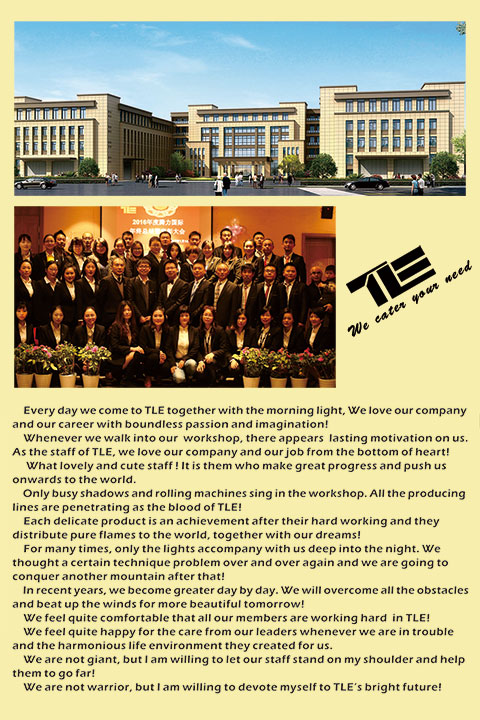 TLE
2016年度腾力国际
年终总结暨表彰大会
TLE
We cater your need
Every day we come to TLE together with the morning light, We love our company
and our career with boundless passion and imagination!
Whenever we walk into our workshop, there appears lasting motivation on us.
As the staff of TLE, we love our company and our job from the bottom of heart!
What lovely and cute staff ! It is them who make great progress and push us
onwards to the world.
Only busy shadows and rolling machines sing in the workshop. All the producing
lines are penetrating as the blood of TLE!
Each delicate product is an achievement after their hard working and they
distribute pure flames to the world, together with our dreams!
For many times, only the lights accompany with us deep into the night. We
thought a certain technique problem over and over again and we are going to
conquer another mountain after that!
In recent years, we become greater day by day. We will overcome all the obstacles
and beat up the winds for more beautiful tomorrow!
We feel quite comfortable that all our members are working hard in TLE!
We feel quite happy for the care from our leaders whenever we are in trouble
and the harmonious life environment they created for us.
We are not giant, but I am willing to let our staff stand on my shoulder and help
them to go far!
We are not warrior, but I am willing to devote myself to TLE's bright future!